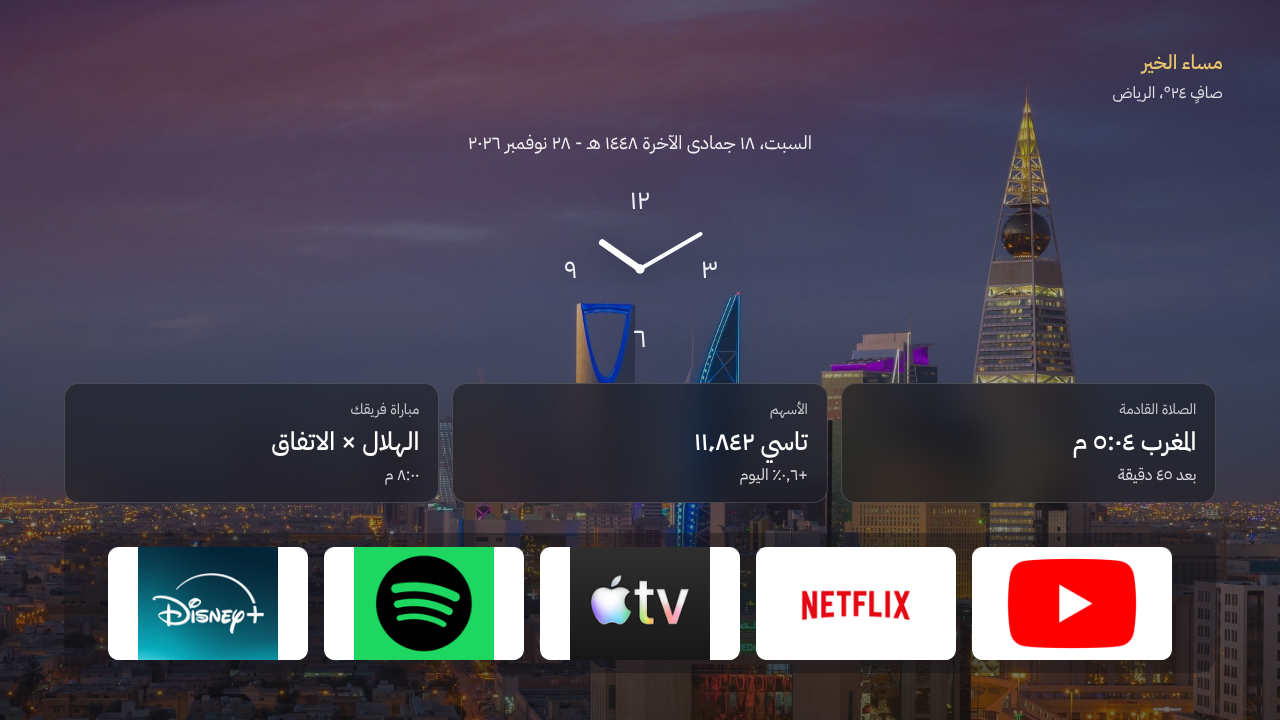 مساء الخير
صافٍ ٢٤°، الرياض
السبت، ١٨ جمادى الآخرة ١٤٤٨ هـ - ٢٨ نوفمبر ٢٠٢٦
١٢
٩
٣
٦
الصلاة القادمة
المغرب ٥:٠٤ م
بعد ٤٥ دقيقة
الأسهم
تاسي ١١,٨٤٢
+٠,٦٪ اليوم
مباراة فريقك
الهلال × الاتفاق
٨:٠٠ م
NETFLIX
tv
Disney+